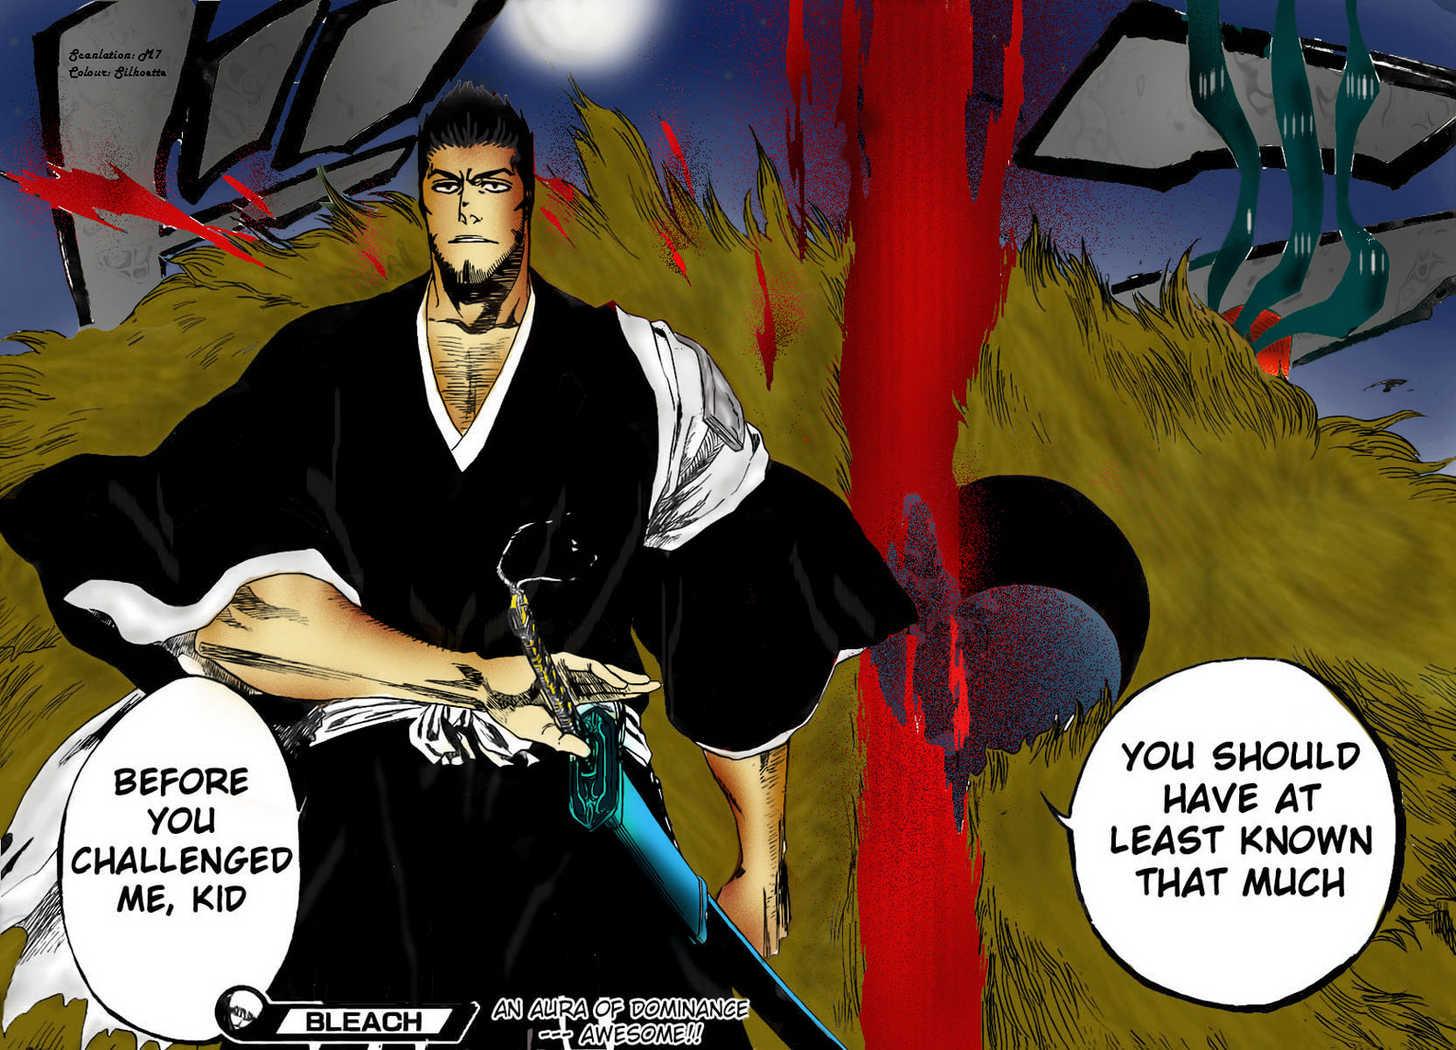 Scanlation: M7
Colour: Silhoette
YOU SHOULD
HAVE AT
LEAST KNOWN
THAT MUCH
BEFORE
YOU
CHALLENGED
ME, KID
BLEACH
AN AURA OF DOMINANCE
--- AWESOME!!